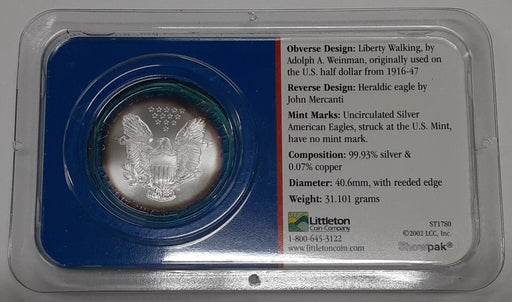 Obverse Design: Liberty Walking, by
Adolph A. Weinman, originally used on
the U.S. half dollar from 1916-47
Reverse Design: Heraldic eagle by
John Mercanti
Mint Marks: Uncirculated Silver
American Eagles, struck at the U.S. Mint,
have no mint mark.
Composition: 99.93% silver &
0.07% copper
Diameter: 40.6mm, with reeded edge
Weight: 31.101 grams
Littleton
Coin Company
1-800-645-3122
www.littletoncoin.com
ST1780
©2002 LCC, Inc.
Showpak®